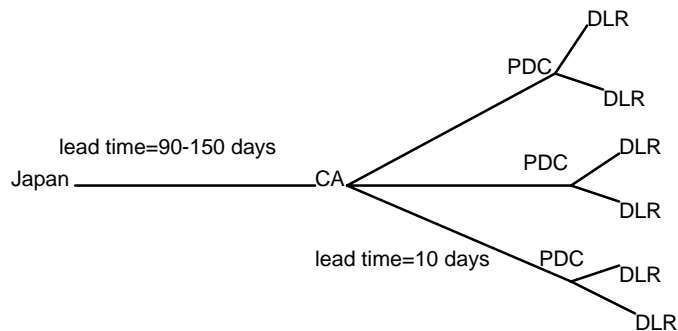 DLR
PDC
DLR
lead time=90-150 days
DLR
PDC
Japan
CA
DLR
lead time=10 days
PDC
DLR
DLR